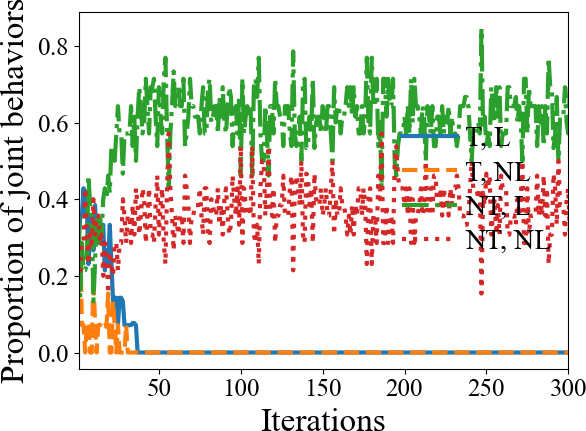 Proportion of joint behaviors
0.8
0.6
0.4
0.2
0.0
T, L
T, NL
NT, L
NT, NL
50
100
150
200
250
300
Iterations